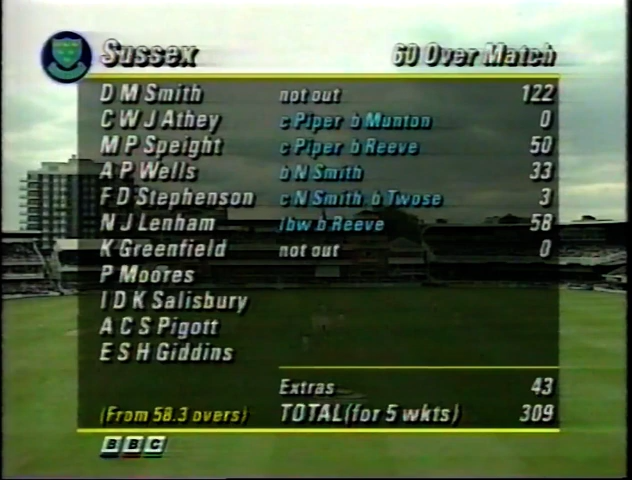 Sussex 60 Over Match
D M Smith not out 122
C W J Athey c Piper b Munton 0
M P Speight c Piper b Reeve 50
A P Wells b N Smith 33
F D Stephenson c N Smith b Twose 3
N J Lenham lbw b Reeve 58
K Greenfield not out 0
P Moores
I D K Salisbury
A C S Pigott
E S H Giddins
Extras 43
(From 58.3 overs) TOTAL (for 5 wkts) 309
BBC